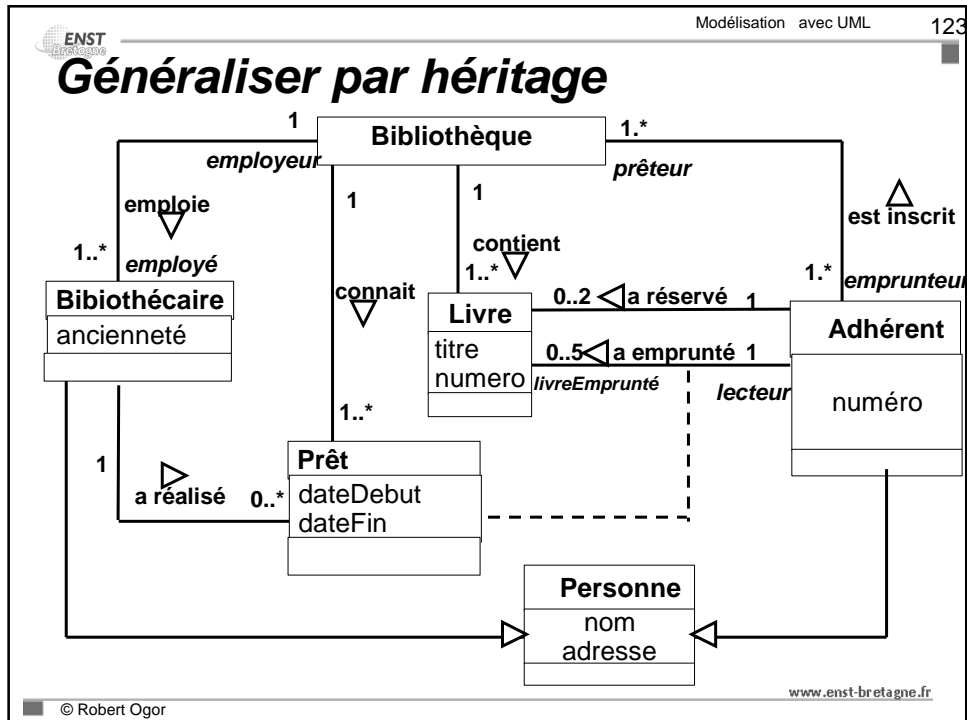 Modélisation avec UML 123
ENST
Bretagne
Généraliser par héritage
1
Bibliothèque
1.*
employeur
prêteur
emploie
1
1
est inscrit
1..*
employé
contient
1..*
1.*
emprunteur
Bibiothécaire
ancienneté
connait
Livre
titre
numero
0..2
a réservé
1
0..5
a emprunté
1
livreEmprunté
lecteur
Adhérent
numéro
1..*
Prêt
dateDebut
dateFin
1
a réalisé
0..*
Personne
nom
adresse
www.enst-bretagne.fr
© Robert Ogor